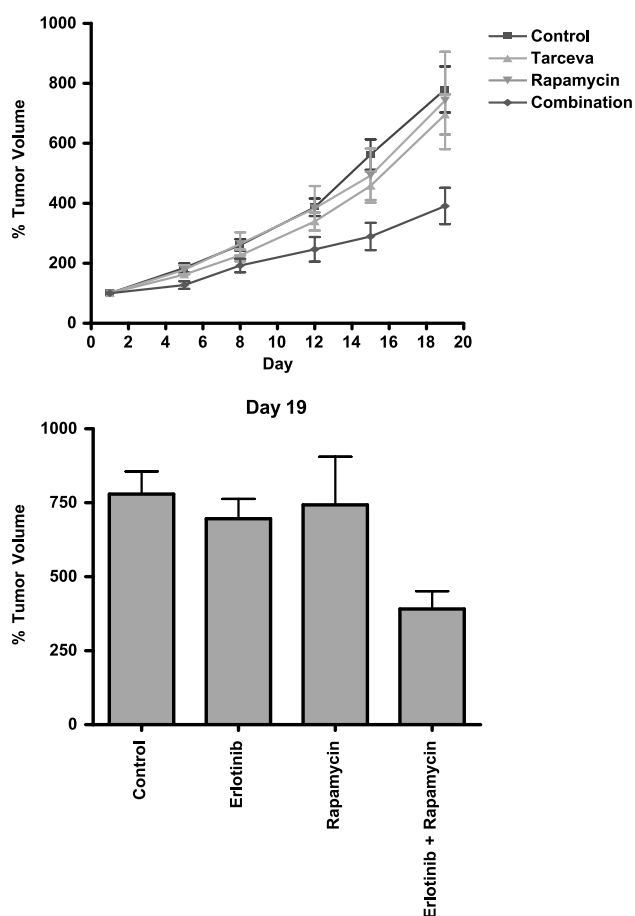 1000
800
600
400
200
0
% Tumor Volume
0 2 4 6 8 10 12 14 16 18 20
Day
Control
Tarceva
Rapamycin
Combination
Day 19
1000
750
500
250
0
% Tumor Volume
Control
Erlotinib
Rapamycin
Erlotinib + Rapamycin